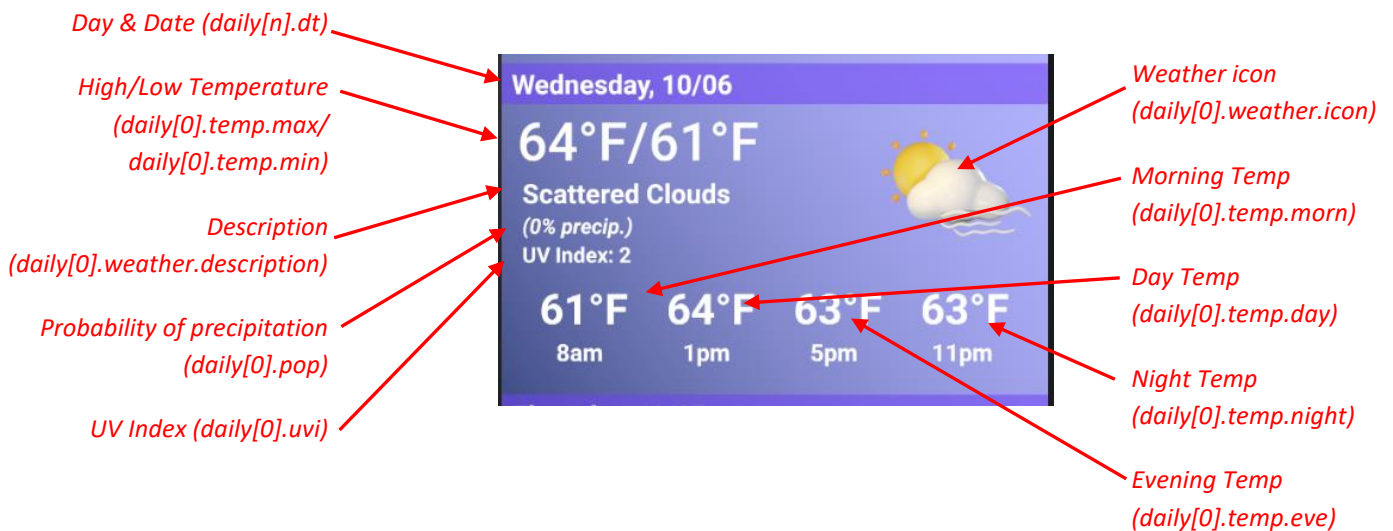 Day & Date (daily[n].dt)
High/Low Temperature
(daily[0].temp.max/
daily[0].temp.min)
Description
(daily[0].weather.description)
Probability of precipitation
(daily[0].pop)
UV Index (daily[0].uvi)
Wednesday, 10/06
64°F/61°F
Scattered Clouds
(0% precip.)
UV Index: 2
61°F 64°F 63°F 63°F
8am 1pm 5pm 11pm
Weather icon
(daily[0].weather.icon)
Morning Temp
(daily[0].temp.morn)
Day Temp
(daily[0].temp.day)
Night Temp
(daily[0].temp.night)
Evening Temp
(daily[0].temp.eve)